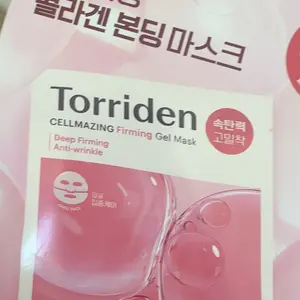 콜라겐 본딩 마스크
Torriden
CELLMAZING Firming Gel Mask
Deep Firming
Anti-wrinkle
속탄력
고밀착